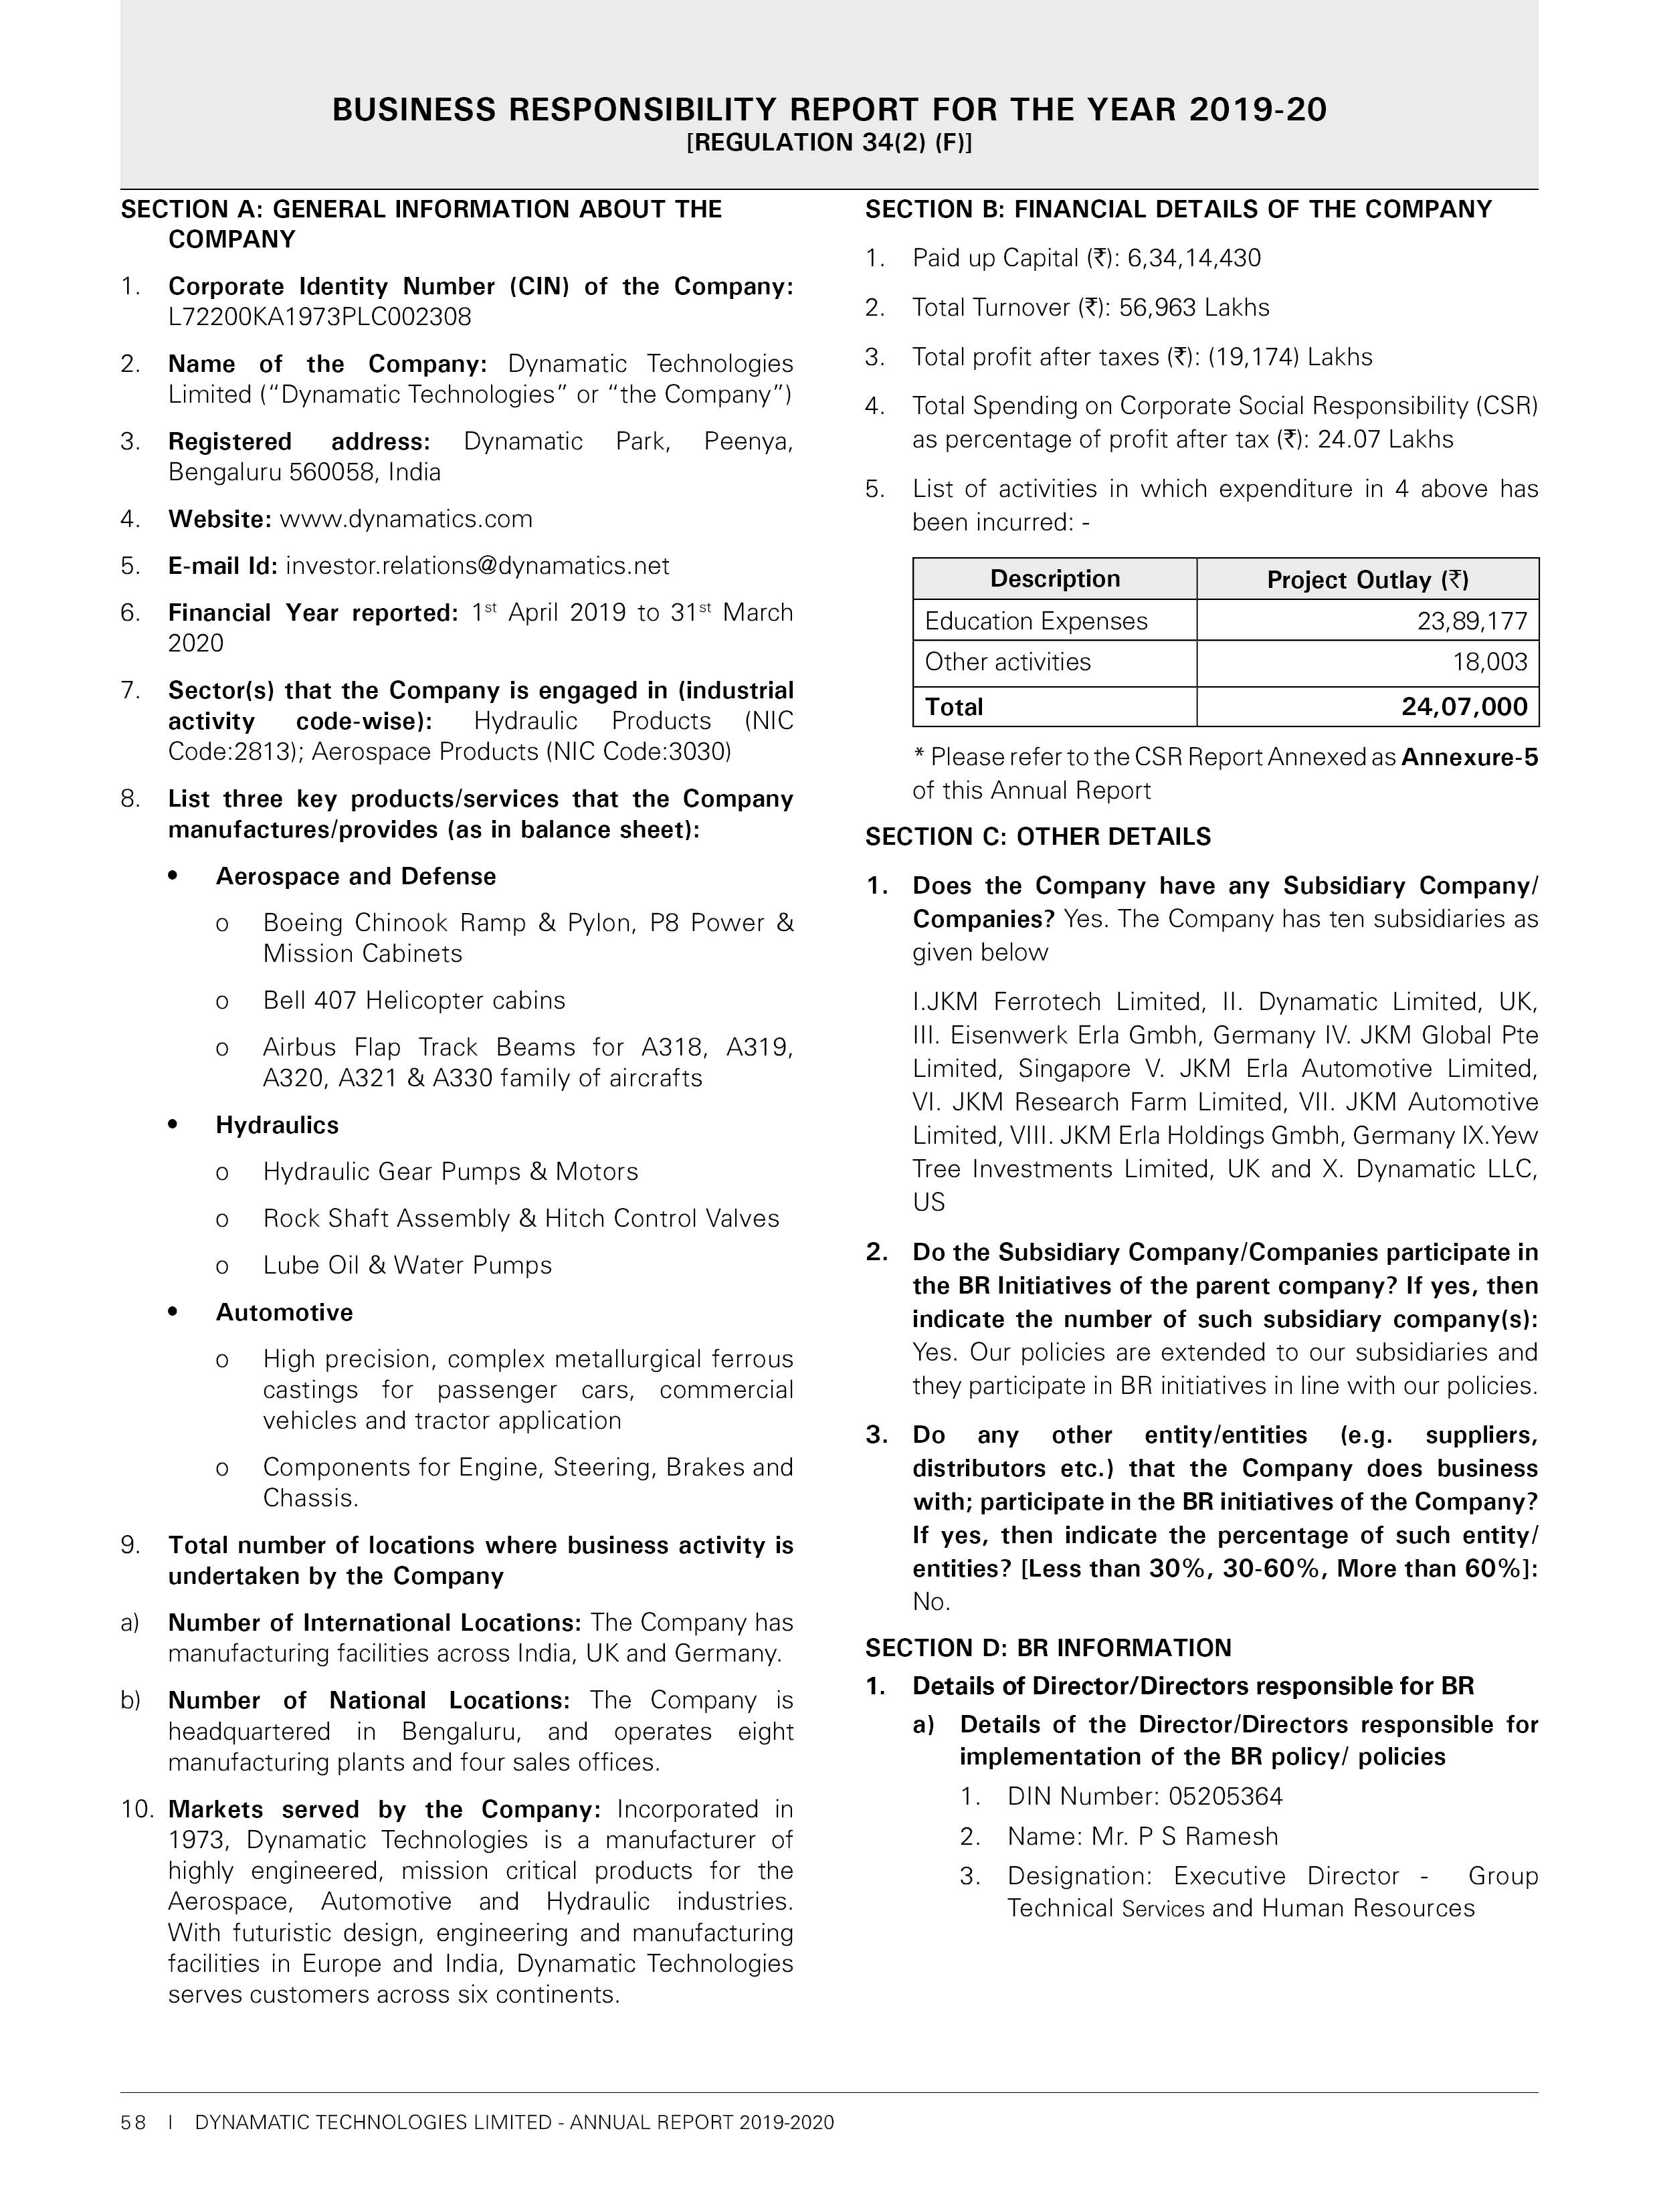 BUSINESS RESPONSIBILITY REPORT FOR THE YEAR 2019-20
[REGULATION 34(2) (F)]
SECTION A: GENERAL INFORMATION ABOUT THE
COMPANY
1. Corporate Identity Number (CIN) of the Company:
L72200KA1973PLC002308
2. Name of the Company: Dynamatic Technologies
Limited (“Dynamatic Technologies” or “the Company”)
3. Registered address: Dynamatic Park, Peenya,
Bengaluru 560058, India
4. Website: www.dynamatics.com
5. E-mail Id: investor.relations@dynamatics.net
6. Financial Year reported: 1st April 2019 to 31st March
2020
7. Sector(s) that the Company is engaged in (industrial
activity code-wise): Hydraulic Products (NIC
Code:2813); Aerospace Products (NIC Code:3030)
8. List three key products/services that the Company
manufactures/provides (as in balance sheet):
• Aerospace and Defense
o Boeing Chinook Ramp & Pylon, P8 Power &
Mission Cabinets
o Bell 407 Helicopter cabins
o Airbus Flap Track Beams for A318, A319,
A320, A321 & A330 family of aircrafts
• Hydraulics
o Hydraulic Gear Pumps & Motors
o Rock Shaft Assembly & Hitch Control Valves
o Lube Oil & Water Pumps
• Automotive
o High precision, complex metallurgical ferrous
castings for passenger cars, commercial
vehicles and tractor application
o Components for Engine, Steering, Brakes and
Chassis.
9. Total number of locations where business activity is
undertaken by the Company
a) Number of International Locations: The Company has
manufacturing facilities across India, UK and Germany.
b) Number of National Locations: The Company is
headquartered in Bengaluru, and operates eight
manufacturing plants and four sales offices.
10. Markets served by the Company: Incorporated in
1973, Dynamatic Technologies is a manufacturer of
highly engineered, mission critical products for the
Aerospace, Automotive and Hydraulic industries.
With futuristic design, engineering and manufacturing
facilities in Europe and India, Dynamatic Technologies
serves customers across six continents.
SECTION B: FINANCIAL DETAILS OF THE COMPANY
1. Paid up Capital (₹): 6,34,14,430
2. Total Turnover (₹): 56,963 Lakhs
3. Total profit after taxes (₹): (19,174) Lakhs
4. Total Spending on Corporate Social Responsibility (CSR)
as percentage of profit after tax (₹): 24.07 Lakhs
5. List of activities in which expenditure in 4 above has
been incurred: -
Description Project Outlay (₹)
Education Expenses 23,89,177
Other activities 18,003
Total 24,07,000
* Please refer to the CSR Report Annexed as Annexure-5
of this Annual Report
SECTION C: OTHER DETAILS
1. Does the Company have any Subsidiary Company/
Companies? Yes. The Company has ten subsidiaries as
given below
I.JKM Ferrotech Limited, II. Dynamatic Limited, UK,
III. Eisenwerk Erla Gmbh, Germany IV. JKM Global Pte
Limited, Singapore V. JKM Erla Automotive Limited,
VI. JKM Research Farm Limited, VII. JKM Automotive
Limited, VIII. JKM Erla Holdings Gmbh, Germany IX.Yew
Tree Investments Limited, UK and X. Dynamatic LLC,
US
2. Do the Subsidiary Company/Companies participate in
the BR Initiatives of the parent company? If yes, then
indicate the number of such subsidiary company(s):
Yes. Our policies are extended to our subsidiaries and
they participate in BR initiatives in line with our policies.
3. Do any other entity/entities (e.g. suppliers,
distributors etc.) that the Company does business
with; participate in the BR initiatives of the Company?
If yes, then indicate the percentage of such entity/
entities? [Less than 30%, 30-60%, More than 60%]:
No.
SECTION D: BR INFORMATION
1. Details of Director/Directors responsible for BR
a) Details of the Director/Directors responsible for
implementation of the BR policy/ policies
1. DIN Number: 05205364
2. Name: Mr. P S Ramesh
3. Designation: Executive Director - Group
Technical Services and Human Resources
58 I DYNAMATIC TECHNOLOGIES LIMITED - ANNUAL REPORT 2019-2020